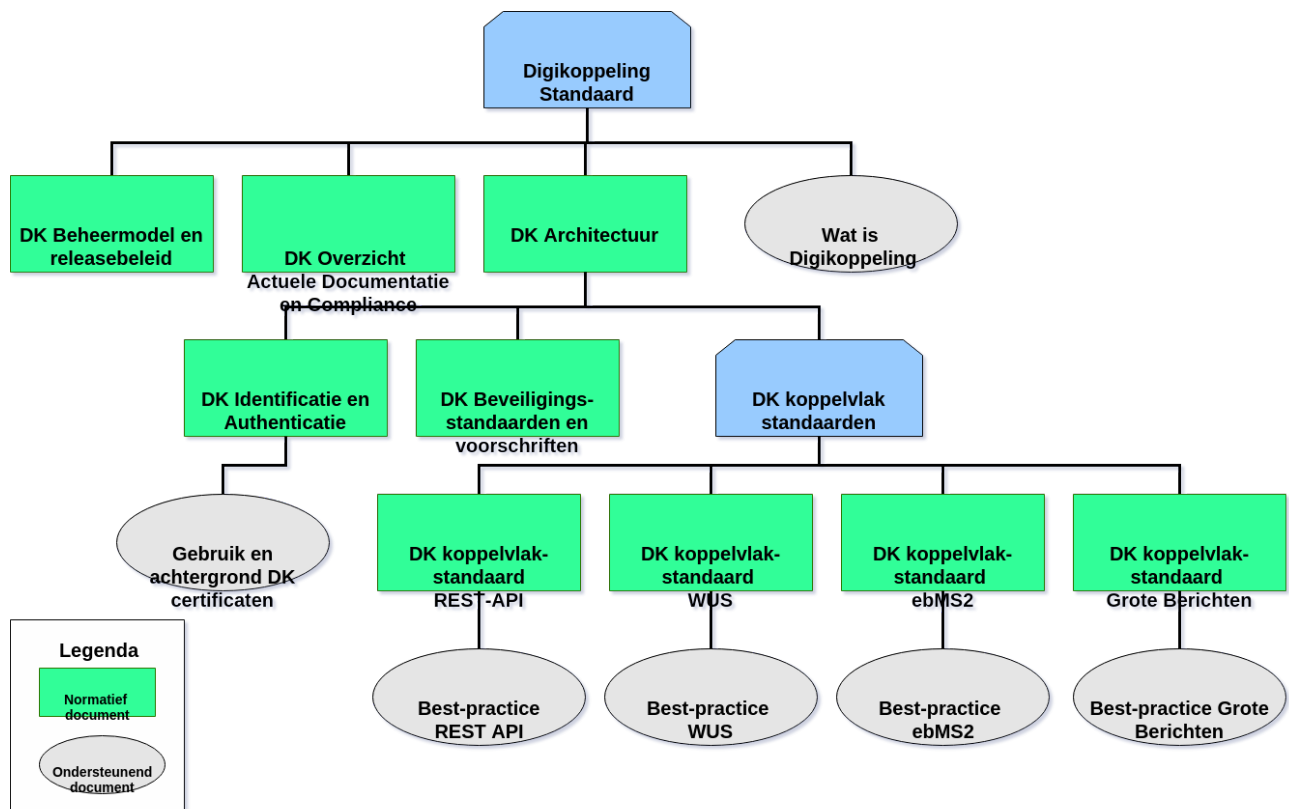 Digikoppeling
Standaard
DK Beheermodel en
releasebeleid
DK Overzicht
Actuele Documentatie
en Compliance
DK Architectuur
Wat is
Digikoppeling
DK Identificatie en
Authenticatie
DK Beveiligings-
standaarden en
voorschriften
DK koppelvlak
standaarden
Gebruik en
achtergrond DK
certificaten
DK koppelvlak-
standaard
REST-API
DK koppelvlak-
standaard
WUS
DK koppelvlak-
standaard
ebMS2
DK koppelvlak-
standaard
Grote Berichten
Best-practice
REST API
Best-practice
WUS
Best-practice
ebMS2
Best-practice Grote
Berichten
Legenda
Normatief
document
Ondersteunend
document